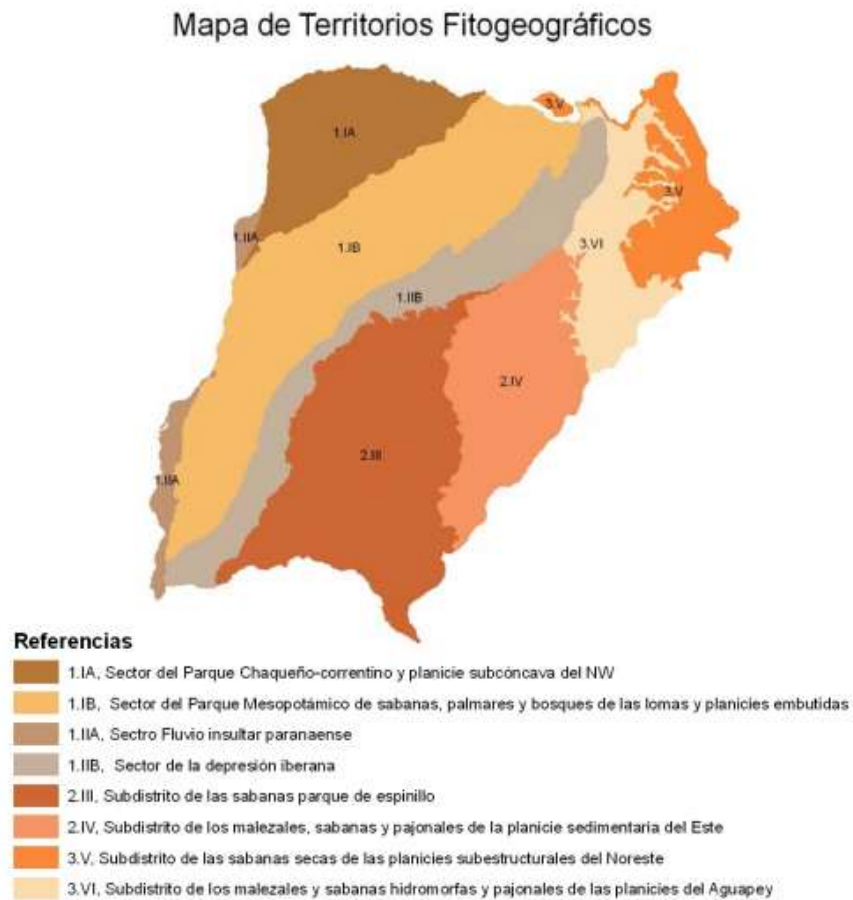 Mapa de Territorios Fitogeográficos
3.V
1.IA
3.V
1.IIA
1.IB
3.VI
1.IIB
2.IV
2.III
1.IIA
Referencias
1.IA, Sector del Parque Chaqueño-correntino y planicie subcóncava del NW
1.IB, Sector del Parque Mesopotámico de sabanas, palmares y bosques de las lomas y planicies embutidas
1.IIA, Sectro Fluvio insultar paranaense
1.IIB, Sector de la depresión iberana
2.III, Subdistrito de las sabanas parque de espinillo
2.IV, Subdistrito de los malezales, sabanas y pajonales de la planicie sedimentaria del Este
3.V, Subdistrito de las sabanas secas de las planicies subestructurales del Noreste
3.VI, Subdistrito de los malezales y sabanas hidromorfas y pajonales de las planicies del Aguapey